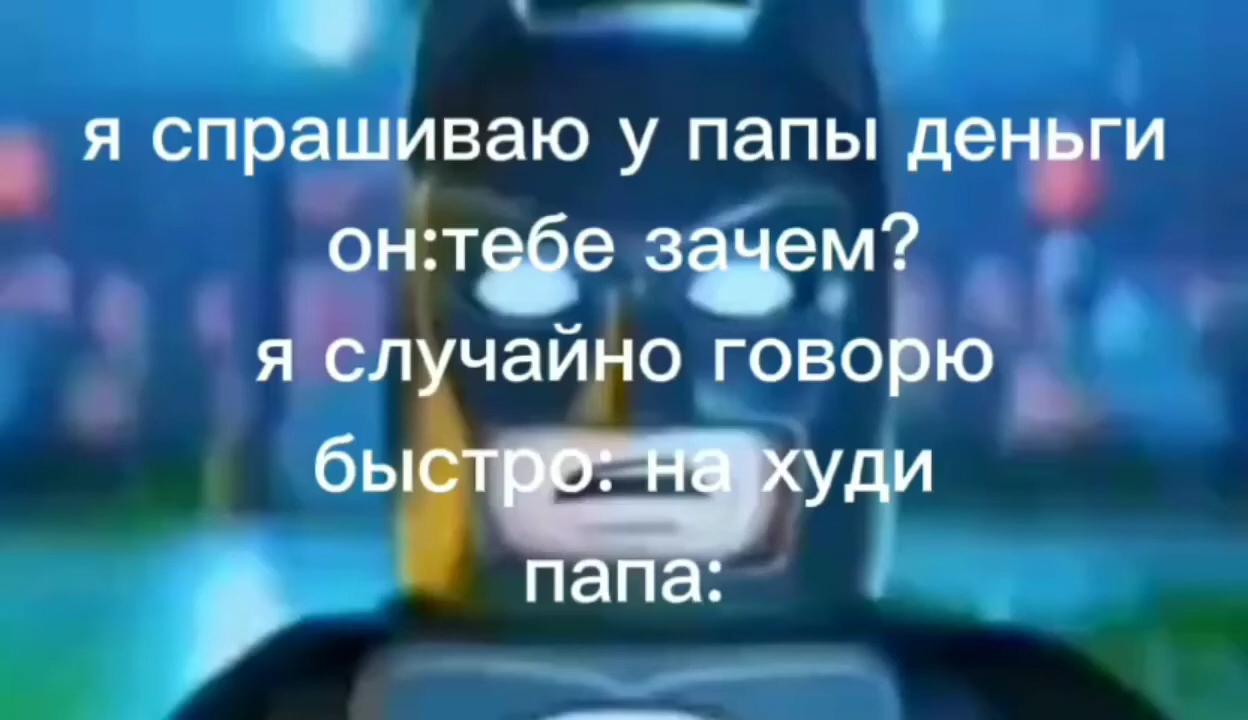 я спрашиваю у папы деньги
он:тебе зачем?
я случайно говорю
быстро: на худи
папа: